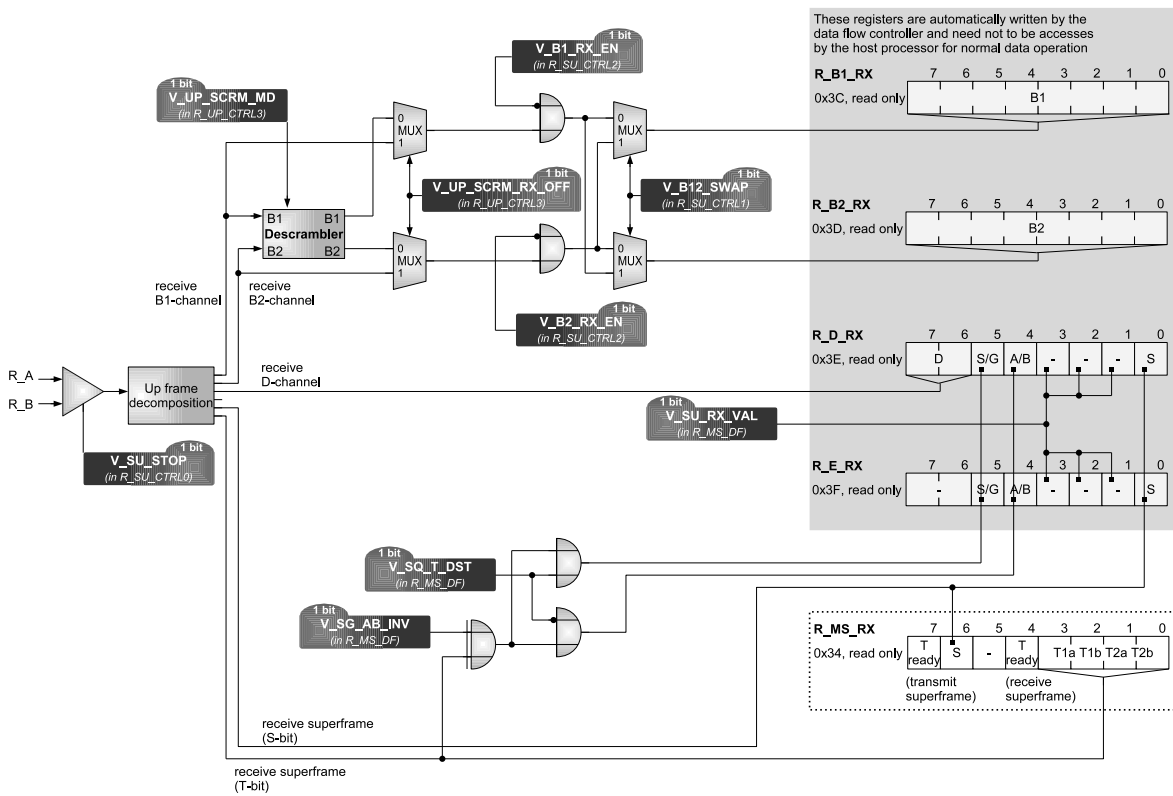 These registers are automatically written by the
data flow controller and need not to be accesses
by the host processor for normal data operation
1 bit
V_B1_RX_EN
(in R_SU_CTRL2)
R_B1_RX
7 6 5 4 3 2 1 0
0x3C, read only
B1
1 bit
V_UP_SCRM_MD
(in R_UP_CTRL3)
0
MUX
1
0
MUX
1
1 bit
V_UP_SCRM_RX_OFF
(in R_UP_CTRL3)
1 bit
V_B12_SWAP
(in R_SU_CTRL1)
R_B2_RX
7 6 5 4 3 2 1 0
0x3D, read only
B2
B1 B1
Descrambler
B2 B2
0
MUX
1
0
MUX
1
receive
B1-channel
receive
B2-channel
1 bit
V_B2_RX_EN
(in R_SU_CTRL2)
R_D_RX
7 6 5 4 3 2 1 0
0x3E, read only
D S/G A/B - - - S
receive
D-channel
R_A
R_B
Up frame
decomposition
1 bit
V_SU_RX_VAL
(in R_MS_DF)
1 bit
V_SU_STOP
(in R_SU_CTRL0)
R_E_RX
7 6 5 4 3 2 1 0
0x3F, read only
- S/G A/B - - - S
1 bit
V_SQ_T_DST
(in R_MS_DF)
1 bit
V_SG_AB_INV
(in R_MS_DF)
R_MS_RX
7 6 5 4 3 2 1 0
0x34, read only
T
ready
S
-
T
ready
T1a T1b T2a T2b
(transmit
superframe)
(receive
superframe)
receive superframe
(S-bit)
receive superframe
(T-bit)